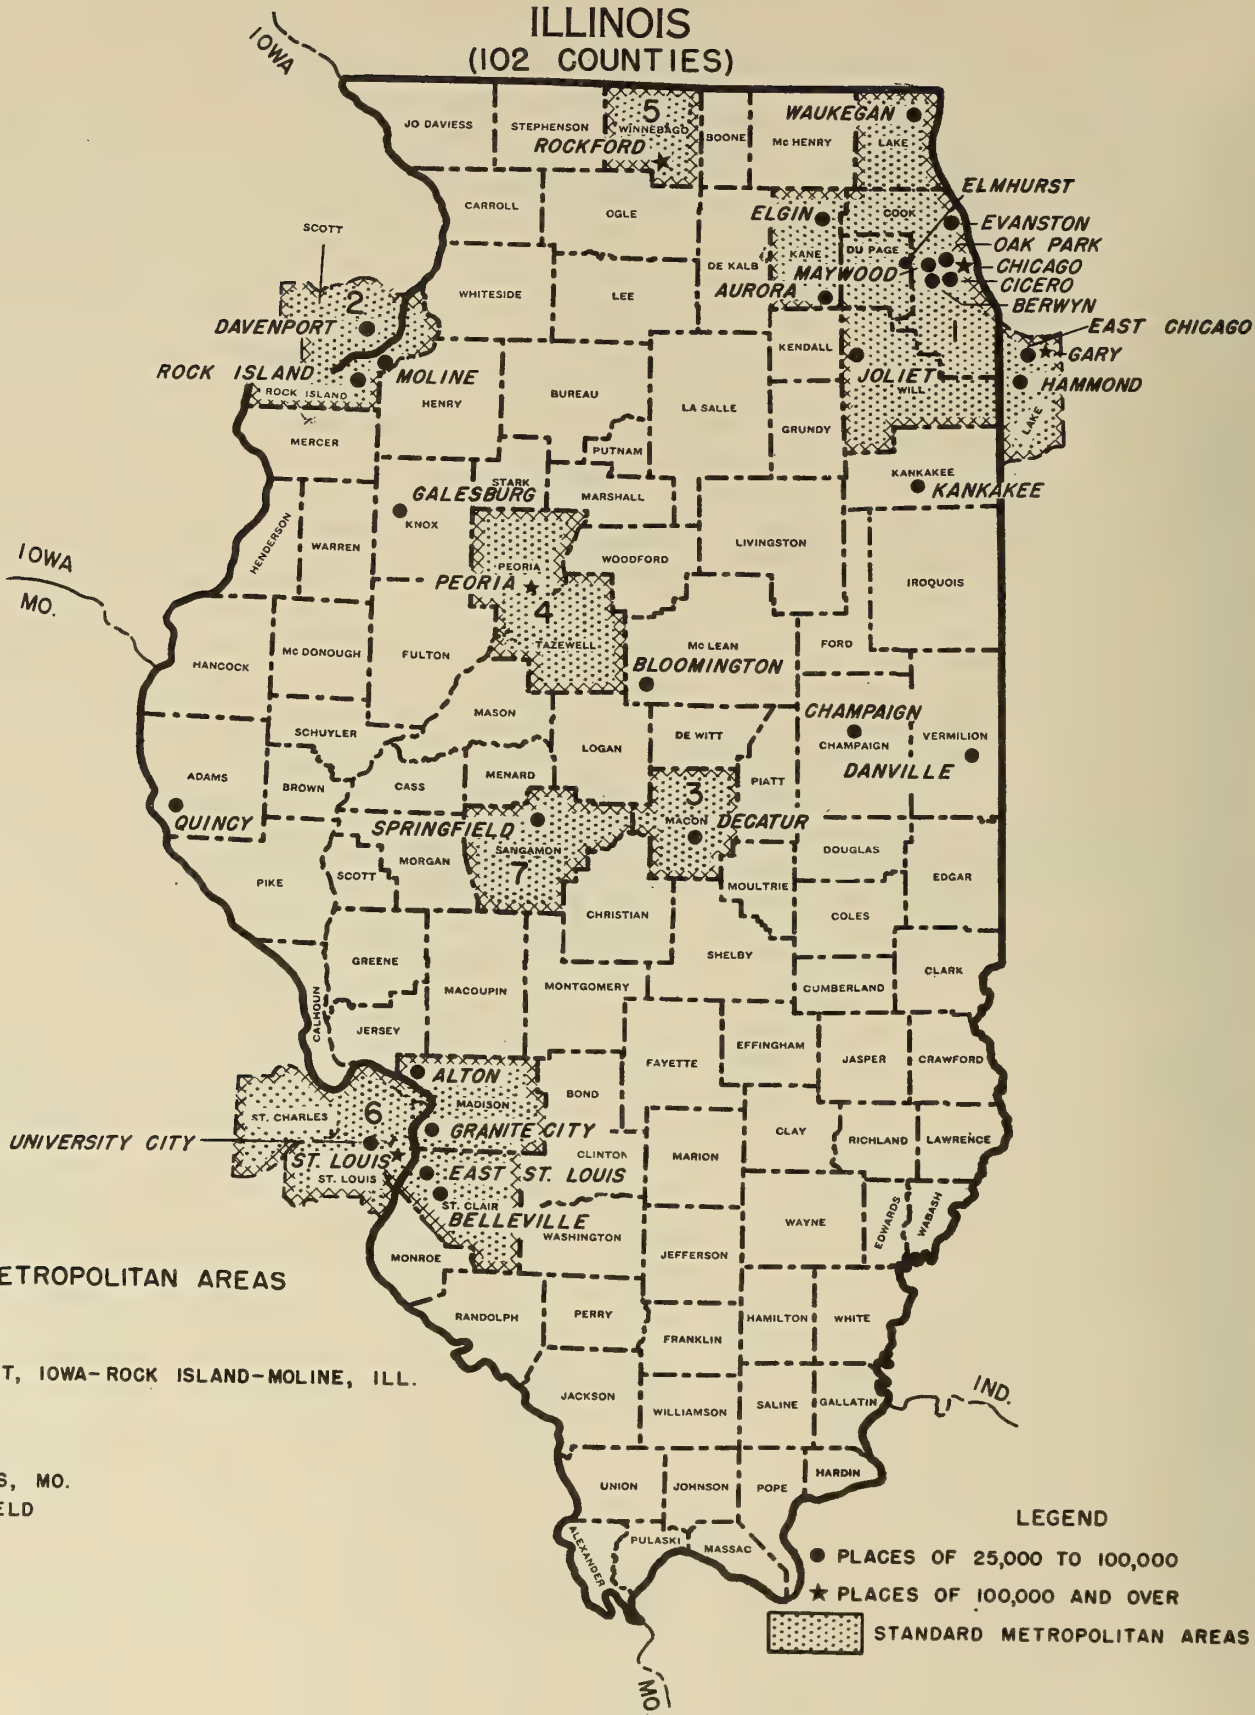 ILLINOIS
(102 COUNTIES)
IOWA
JO DAVIESS
STEPHENSON
5
WINNEBAGO
ROCKFORD
BOONE
Mc HENRY
WAUKEGAN
LAKE
ELMHURST
CARROLL
OGLE
ELGIN
COOK
EVANSTON
SCOTT
DE KALB
KANE
DU PAGE
OAK PARK
MAYWOOD
CHICAGO
WHITESIDE
LEE
AURORA
CICERO
BERWYN
2
DAVENPORT
1
EAST CHICAGO
KENDALL
GARY
ROCK ISLAND
MOLINE
JOLIET
HAMMOND
ROCK ISLAND
HENRY
BUREAU
WILL
LA SALLE
LAKE
MERCER
PUTNAM
GRUNDY
STARK
KANKAKEE
GALESBURG
MARSHALL
KANKAKEE
KNOX
HENDERSON
WARREN
LIVINGSTON
IOWA
MO.
PEORIA
WOODFORD
IROQUOIS
PEORIA
4
TAZEWELL
Mc LEAN
FORD
HANCOCK
Mc DONOUGH
FULTON
BLOOMINGTON
MASON
CHAMPAIGN
SCHUYLER
LOGAN
DE WITT
CHAMPAIGN
VERMILION
DANVILLE
ADAMS
BROWN
CASS
MENARD
PIATT
3
QUINCY
SPRINGFIELD
MACON
DECATUR
SANGAMON
7
MORGAN
DOUGLAS
PIKE
SCOTT
MOULTRIE
EDGAR
CHRISTIAN
COLES
GREENE
SHELBY
CLARK
MACOUPIN
MONTGOMERY
CUMBERLAND
CALHOUN
JERSEY
EFFINGHAM
FAYETTE
JASPER
CRAWFORD
ALTON
BOND
ST. CHARLES
6
MADISON
UNIVERSITY CITY
GRANITE CITY
CLAY
RICHLAND
LAWRENCE
ST. LOUIS
CLINTON
MARION
ST. LOUIS
EAST ST. LOUIS
ST. CLAIR
BELLEVILLE
WAYNE
EDWARDS
WABASH
WASHINGTON
MONROE
JEFFERSON
ETROPOLITAN AREAS
RANDOLPH
PERRY
HAMILTON
WHITE
FRANKLIN
T, IOWA-ROCK ISLAND-MOLINE, ILL.
IND.
JACKSON
WILLIAMSON
SALINE
GALLATIN
S, MO.
ELD
UNION
JOHNSON
POPE
HARDIN
ALEXANDER
PULASKI
MASSAC
LEGEND
PLACES OF 25,000 TO 100,000
PLACES OF 100,000 AND OVER
STANDARD METROPOLITAN AREAS
MO.